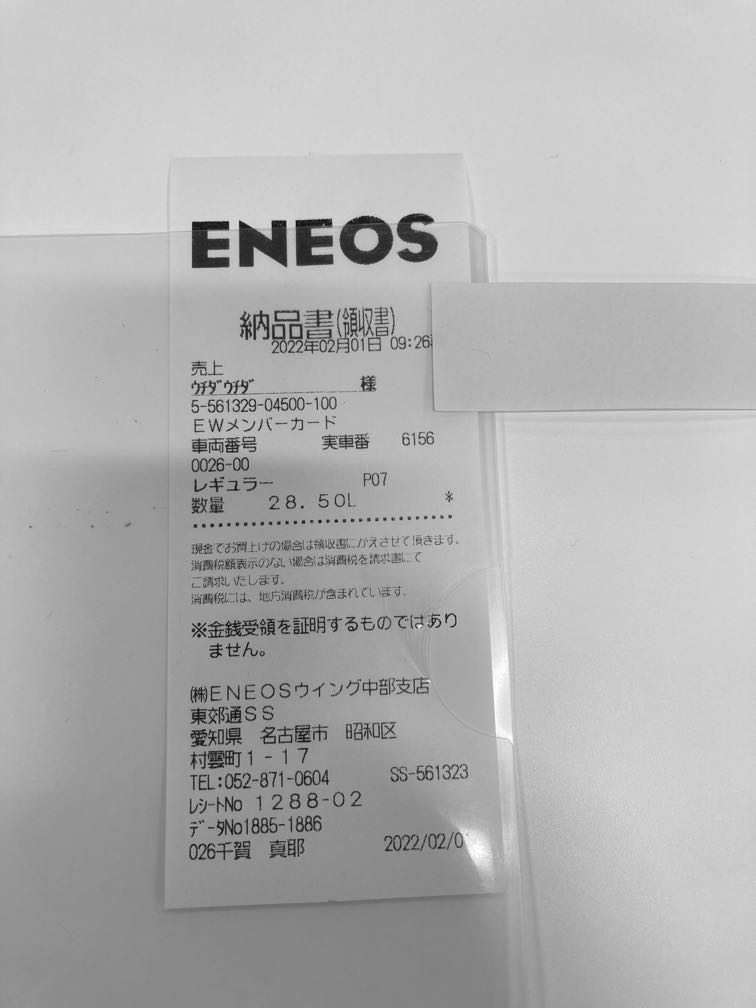 ENEOS
納品書(領収書)
2022年02月01日 09:26
売上
ｳﾁﾀﾞｳﾁﾀﾞ 様
5-561329-04500-100
ＥＷメンバーカード
車両番号 実車番 6156
0026-00
レギュラー P07
数量 28.50L *
現金でお買上げの場合は領収書にかえさせて頂きます。
消費税額表示のない場合は消費税を請求書にて
ご請求いたします。
消費税には、地方消費税が含まれています。
※金銭受領を証明するものではあり
ません。
㈱ＥＮＥＯＳウイング中部支店
東郊通ＳＳ
愛知県 名古屋市 昭和区
村雲町１－１７
TEL:052-871-0604 SS-561323
ﾚｼｰﾄNo １２８８-０２
ﾃﾞｰﾀNo1885-1886
026千賀 真耶 2022/02/01